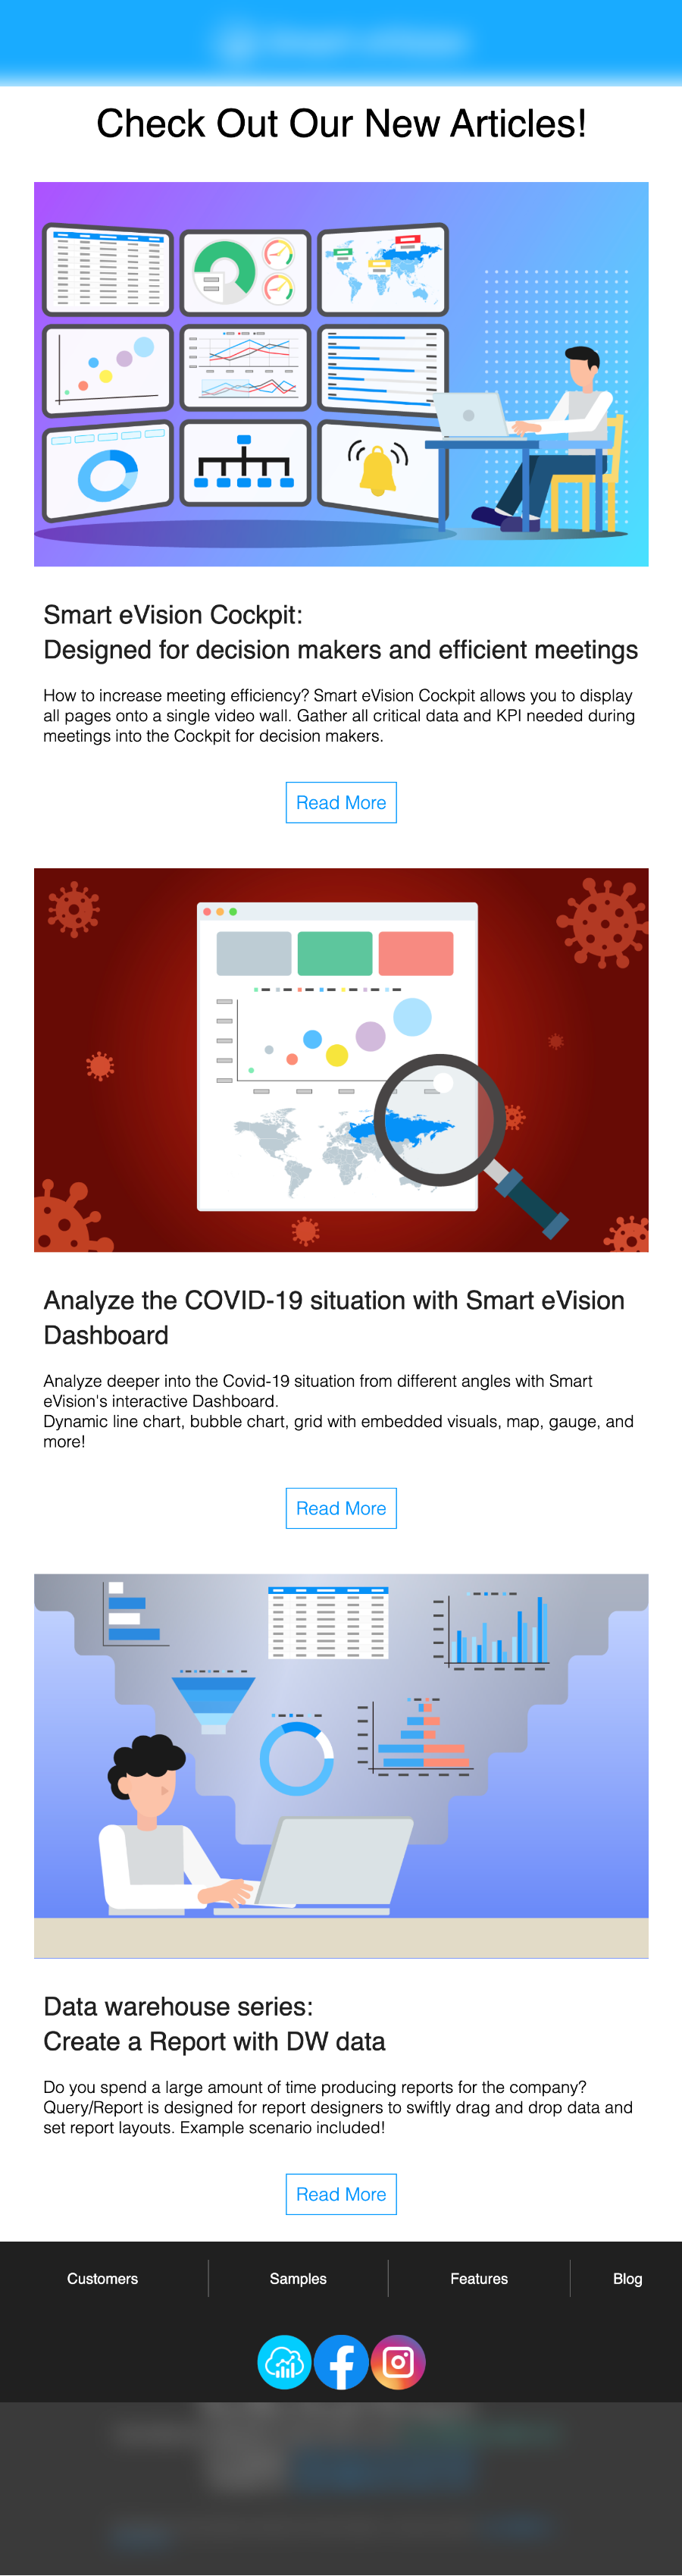 Check Out Our New Articles!
Smart eVision Cockpit:
Designed for decision makers and efficient meetings
How to increase meeting efficiency? Smart eVision Cockpit allows you to display
all pages onto a single video wall. Gather all critical data and KPI needed during
meetings into the Cockpit for decision makers.
Read More
Analyze the COVID-19 situation with Smart eVision
Dashboard
Analyze deeper into the Covid-19 situation from different angles with Smart
eVision's interactive Dashboard.
Dynamic line chart, bubble chart, grid with embedded visuals, map, gauge, and
more!
Read More
Data warehouse series:
Create a Report with DW data
Do you spend a large amount of time producing reports for the company?
Query/Report is designed for report designers to swiftly drag and drop data and
set report layouts. Example scenario included!
Read More
Customers
Samples
Features
Blog